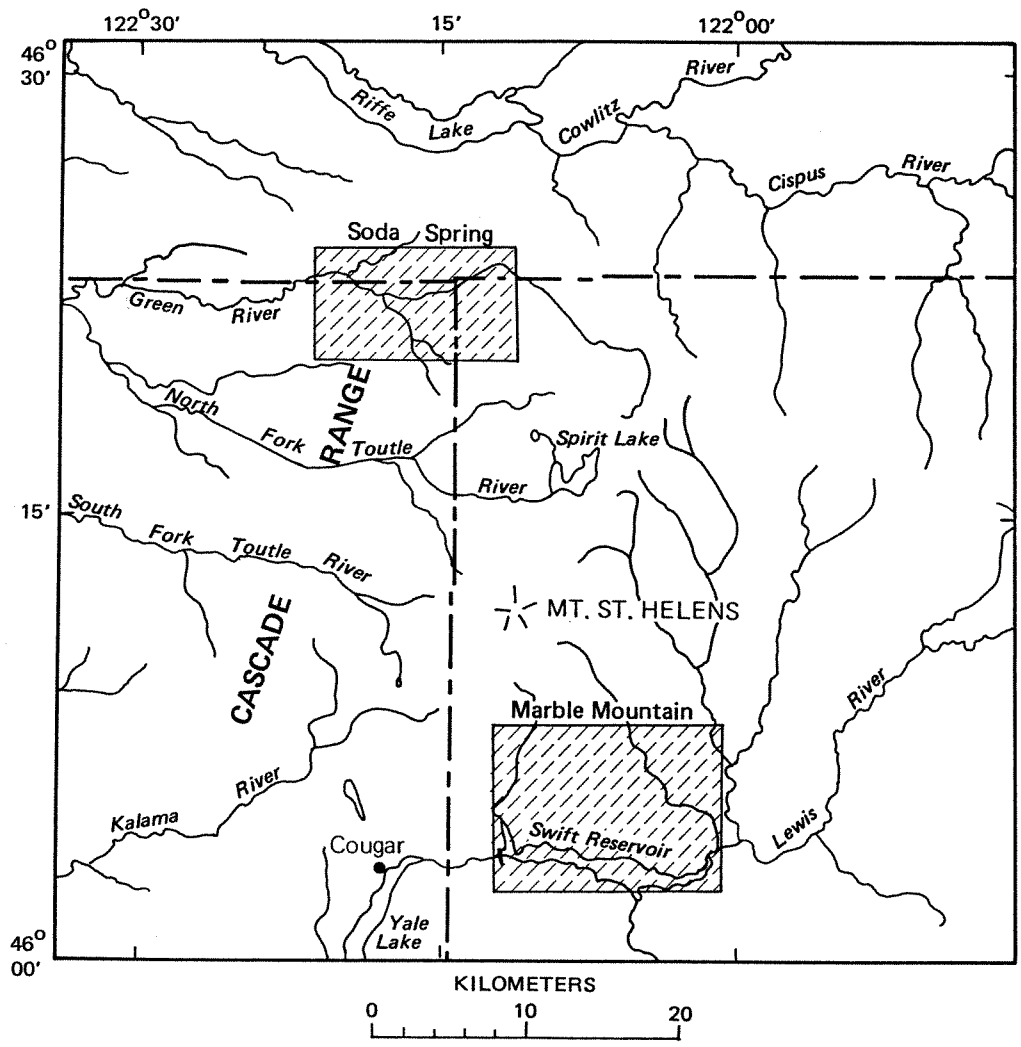 122°30' 15' 122°00'
46°
30'
River
Riffe
Lake
Cowlitz
River
Cispus
Soda Spring
Green
River
RANGE
North
Fork
Toutle
Spirit Lake
River
15'
South
Fork
Toutle
River
MT. ST. HELENS
CASCADE
River
Marble Mountain
River
Kalama
Lewis
Swift Reservoir
Cougar
Yale
Lake
46°
00'
KILOMETERS
0 10 20